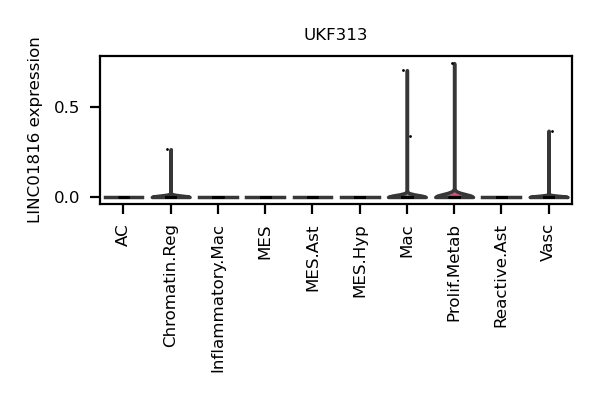 UKF313
LINC01816 expression
0.5
0.0
AC
Chromatin.Reg
Inflammatory.Mac
MES
MES.Ast
MES.Hyp
Mac
Prolif.Metab
Reactive.Ast
Vasc